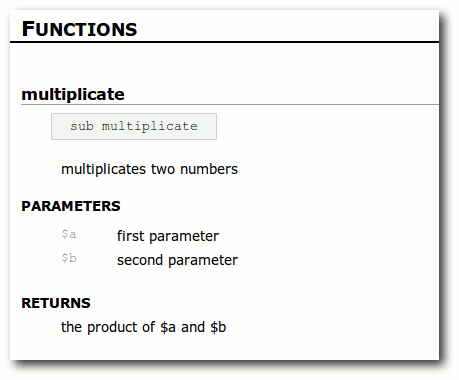 FUNCTIONS
multiplicate
sub multiplicate
multiplicates two numbers
PARAMETERS
$a first parameter
$b second parameter
RETURNS
the product of $a and $b